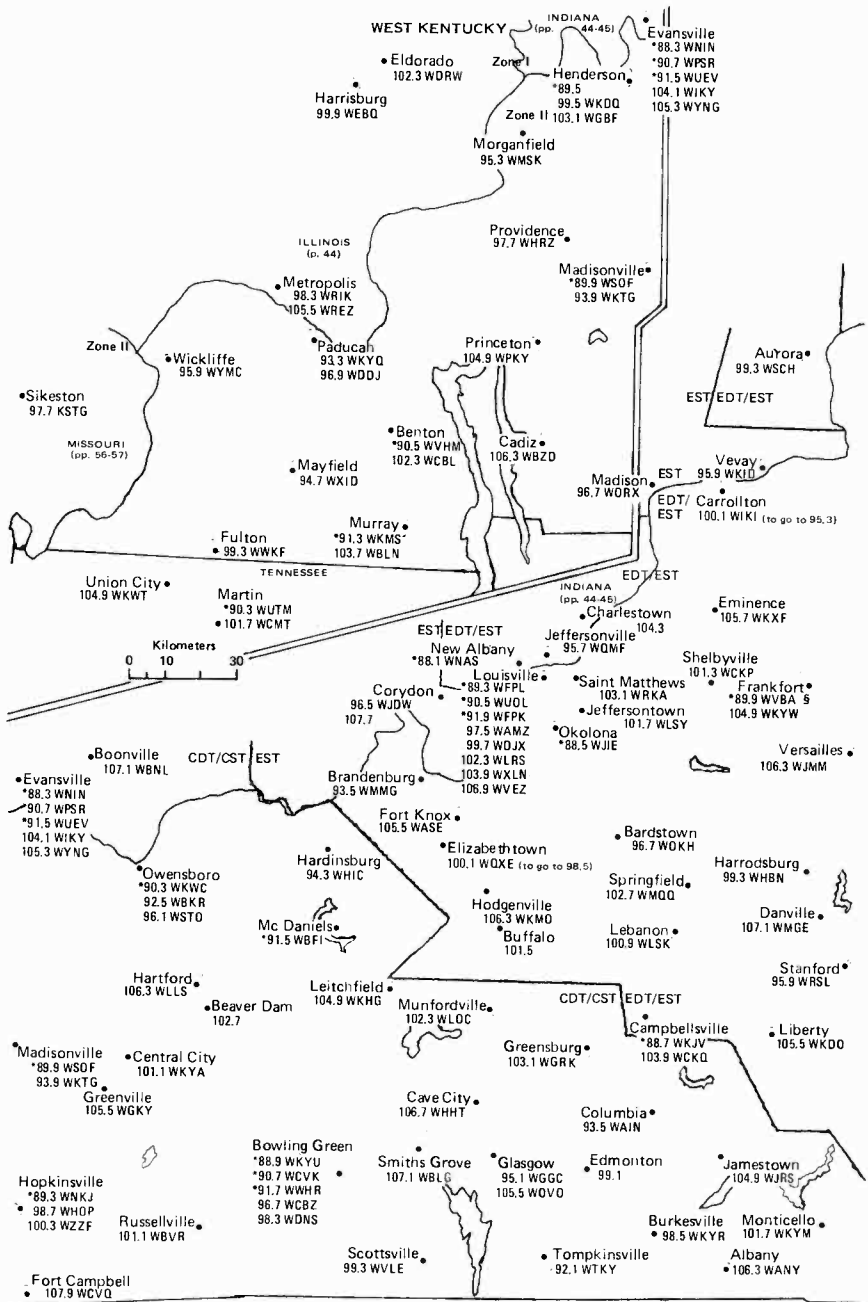 WEST KENTUCKY
INDIANA
(pp. 44-45)
Evansville
*88.3 WNIN
*90.7 WPSR
*91.5 WUEV
104.1 WIKY
105.3 WYNG
Eldorado
102.3 WDRW
Zone I
Henderson
*89.5
99.5 WKDQ
103.1 WGBF
Harrisburg
99.9 WEBQ
Zone II
Morganfield
95.3 WMSK
ILLINOIS
(p. 44)
Providence
97.7 WHRZ
Madisonville
*89.9 WSOF
93.9 WKTG
Metropolis
98.3 WRIK
105.5 WREZ
Zone II
Wickliffe
95.9 WYMC
Paducah
93.3 WKYQ
96.9 WDDJ
Princeton
104.9 WPKY
Aurora
99.3 WSCH
Sikeston
97.7 KSTG
EST EDT/EST
MISSOURI
(pp. 56-57)
Benton
*90.5 WVHM
102.3 WCBL
Cadiz
106.3 WBZD
Mayfield
94.7 WXID
Madison
96.7 WORX
EST
EDT/
EST
Vevay
95.9 WKID
Carrollton
100.1 WIKI (to go to 95.3)
Murray
*91.3 WKMS
103.7 WBLN
Fulton
99.3 WWKF
TENNESSEE
Union City
104.9 WKWT
Martin
*90.3 WUTM
101.7 WCMT
EDT/EST
INDIANA
(pp. 44-45)
Charlestown
104.3
Eminence
105.7 WKXF
Kilometers
0 10 30
EST EDT/EST
New Albany
*88.1 WNAS
Jeffersonville
95.7 WQMF
Louisville
*89.3 WFPL
*90.5 WUOL
*91.9 WFPK
97.5 WAMZ
99.7 WDJX
102.3 WLRS
103.9 WXLN
106.9 WVEZ
Saint Matthews
103.1 WRKA
Shelbyville
101.3 WCKP
Frankfort
*89.9 WVBA §
104.9 WKYW
Corydon
96.5 WJDW
107.7
Jeffersontown
101.7 WLSY
Okolona
*88.5 WJIE
Versailles
106.3 WJMM
Boonville
107.1 WBNL
CDT/CST EST
Evansville
*88.3 WNIN
*90.7 WPSR
*91.5 WUEV
104.1 WIKY
105.3 WYNG
Brandenburg
93.5 WMMG
Fort Knox
105.5 WASE
Elizabethtown
100.1 WQXE (to go to 98.5)
Bardstown
96.7 WOKH
Owensboro
*90.3 WKWC
92.5 WBKR
96.1 WSTO
Hardinsburg
94.3 WHIC
Harrodsburg
99.3 WHBN
Springfield
102.7 WMQQ
Hodgenville
106.3 WKMO
Buffalo
101.5
Mc Daniels
*91.5 WBFI
Lebanon
100.9 WLSK
Danville
107.1 WMGE
Hartford
106.3 WLLS
Leitchfield
104.9 WKHG
Stanford
95.9 WRSL
Beaver Dam
102.7
Munfordville
102.3 WLOC
CDT/CST EDT/EST
Campbellsville
*88.7 WKJV
103.9 WCKQ
Liberty
105.5 WKDO
Madisonville
*89.9 WSOF
93.9 WKTG
Central City
101.1 WKYA
Greensburg
103.1 WGRK
Greenville
105.5 WGKY
Cave City
106.7 WHHT
Columbia
93.5 WAIN
Bowling Green
*88.9 WKYU
*90.7 WCVK
*91.7 WWHR
96.7 WCBZ
98.3 WDNS
Smiths Grove
107.1 WBLG
Glasgow
95.1 WGGC
105.5 WOVO
Edmonton
99.1
Jamestown
104.9 WJRS
Hopkinsville
*89.3 WNKJ
98.7 WHOP
100.3 WZZF
Russellville
101.1 WBVR
Burkesville
98.5 WKYR
Monticello
101.7 WKYM
Scottsville
99.3 WVLE
Tompkinsville
92.1 WTKY
Albany
106.3 WANY
Fort Campbell
107.9 WCVQ